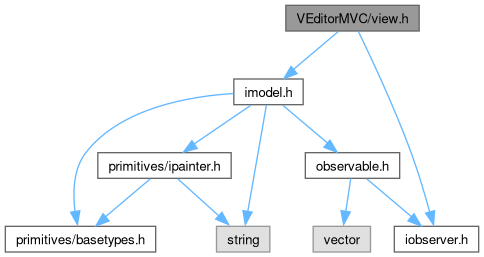 VEditorMVC/view.h
imodel.h
primitives/ipainter.h
observable.h
primitives/basetypes.h
string
vector
iobserver.h